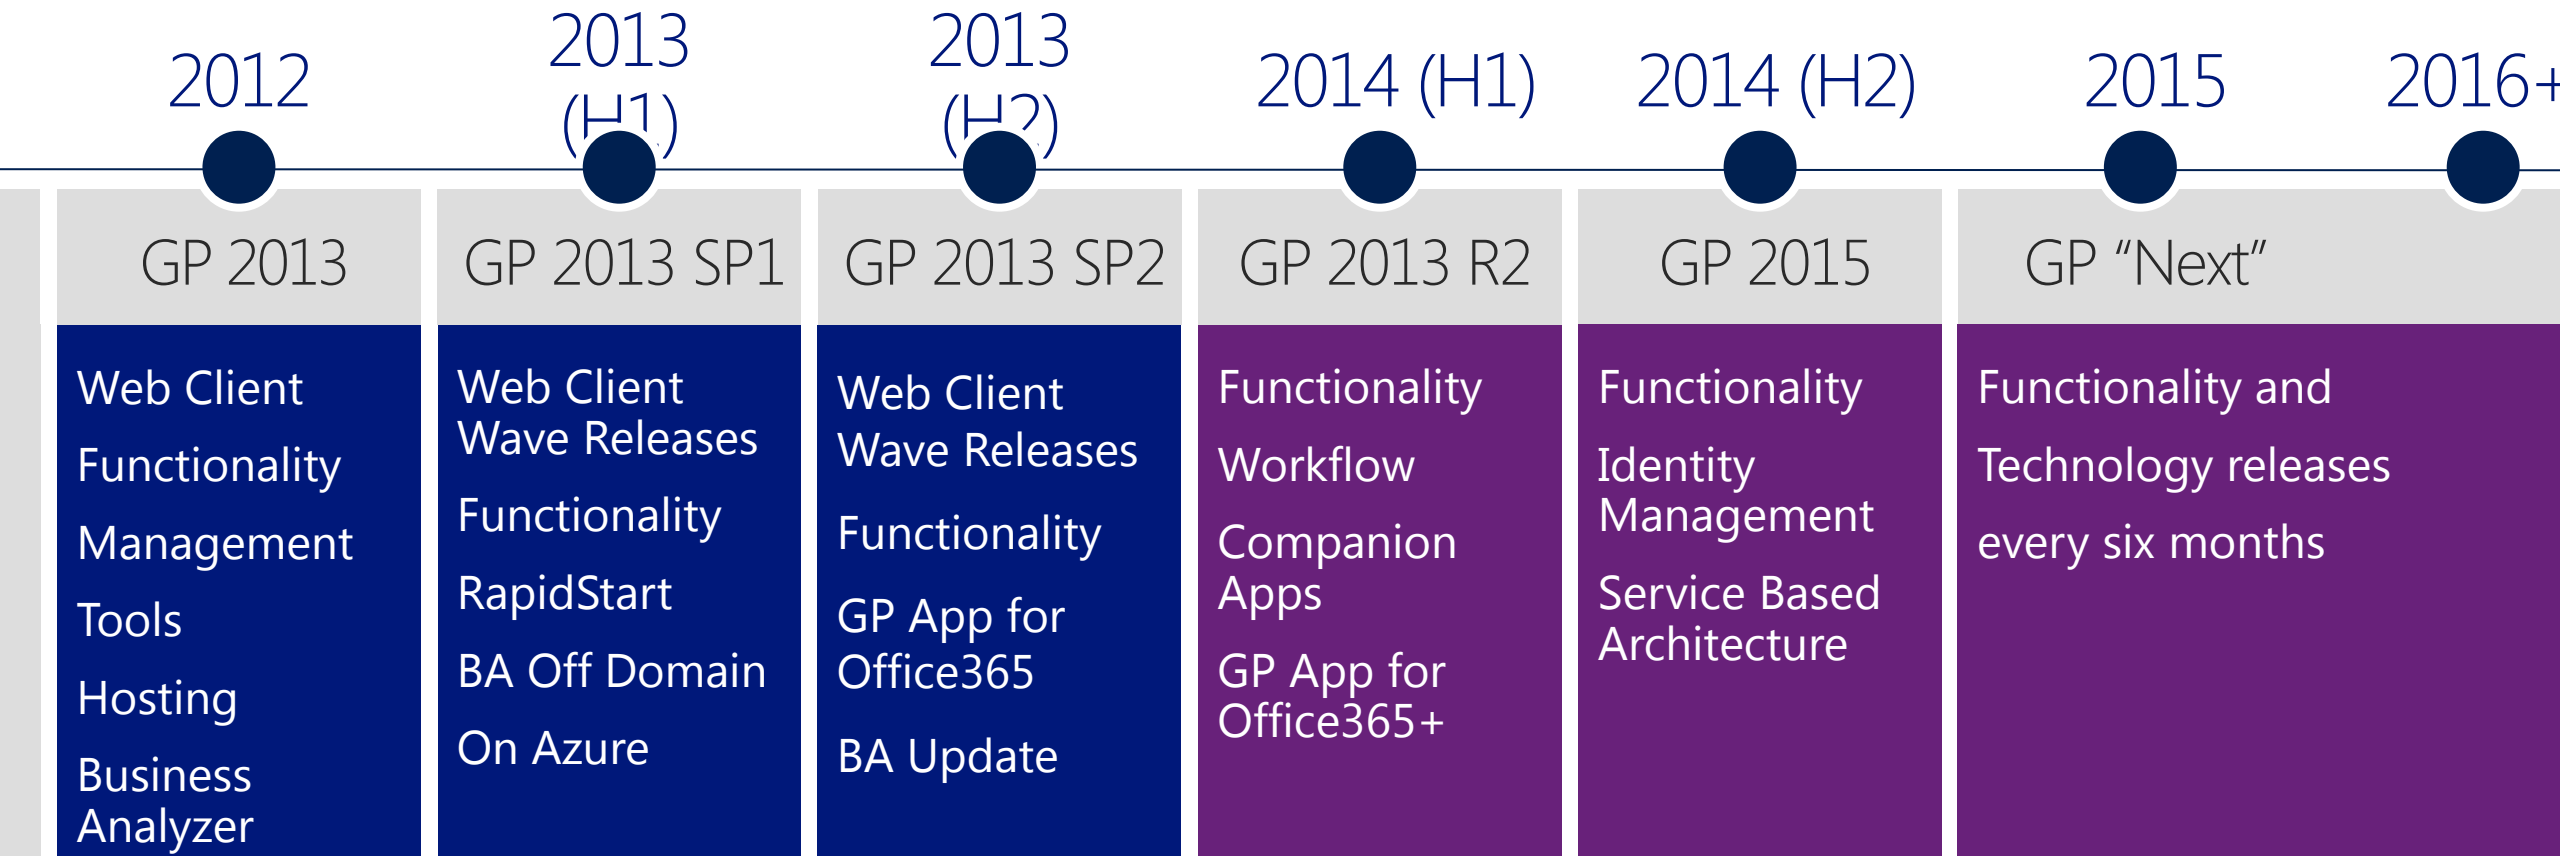 2012
2013
(H1)
2013
(H2)
2014 (H1)
2014 (H2)
2015
2016+
GP 2013
GP 2013 SP1
GP 2013 SP2
GP 2013 R2
GP 2015
GP “Next”
Web Client
Functionality
Management
Tools
Hosting
Business
Analyzer
Web Client
Wave Releases
Functionality
RapidStart
BA Off Domain
On Azure
Web Client
Wave Releases
Functionality
GP App for
Office365
BA Update
Functionality
Workflow
Companion
Apps
GP App for
Office365+
Functionality
Identity
Management
Service Based
Architecture
Functionality and
Technology releases
every six months